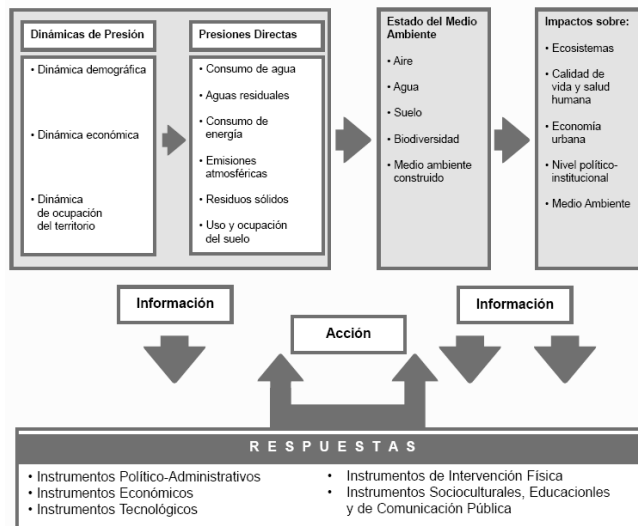 Dinámicas de Presión
• Dinámica demográfica
• Dinámica económica
• Dinámica
de ocupación
del territorio
Presiones Directas
• Consumo de agua
• Aguas residuales
• Consumo de
energía
• Emisiones
atmosféricas
• Residuos sólidos
• Uso y ocupación
del suelo
Estado del Medio
Ambiente
• Aire
• Agua
• Suelo
• Biodiversidad
• Medio ambiente
construido
Impactos sobre:
• Ecosistemas
• Calidad de
vida y salud
humana
• Economía
urbana
• Nivel político-
institucional
• Medio Ambiente
Información
Acción
Información
RESPUESTAS
• Instrumentos Político-Administrativos
• Instrumentos Económicos
• Instrumentos Tecnológicos
• Instrumentos de Intervención Física
• Instrumentos Socioculturales, Educacionles
y de Comunicación Pública